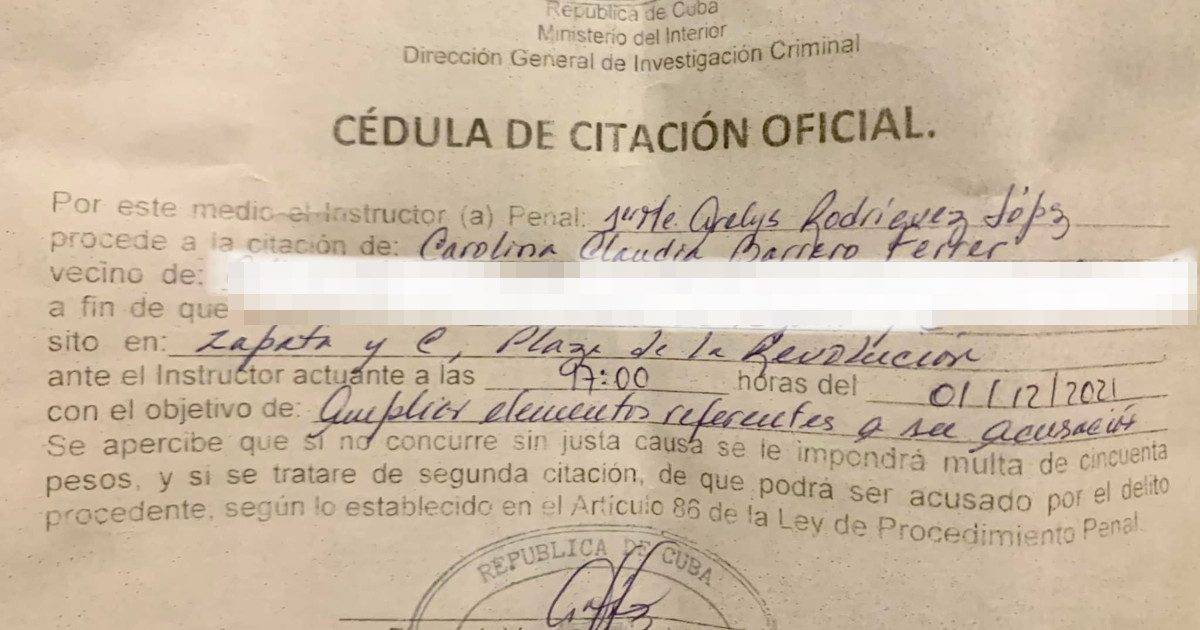 República de Cuba
Ministerio del Interior
Dirección General de Investigación Criminal
CÉDULA DE CITACIÓN OFICIAL.
Por este medio el Instructor (a) Penal: Arelys Rodríguez López
procede a la citación de: Carolina Claudia Barrero Ferrer
vecino de:
a fin de que
sito en: Zapata y C, Plaza de la Revolución
ante el Instructor actuante a las :00 horas del 01/12/2021
con el objetivo de: Ampliar elementos referentes a su acusación
Se apercibe que si no concurre sin justa causa se le impondrá multa de cincuenta
pesos, y si se tratare de segunda citación, de que podrá ser acusado por el delito
procedente, según lo establecido en el Artículo 86 de la Ley de Procedimiento Penal.
REPUBLICA DE CUBA